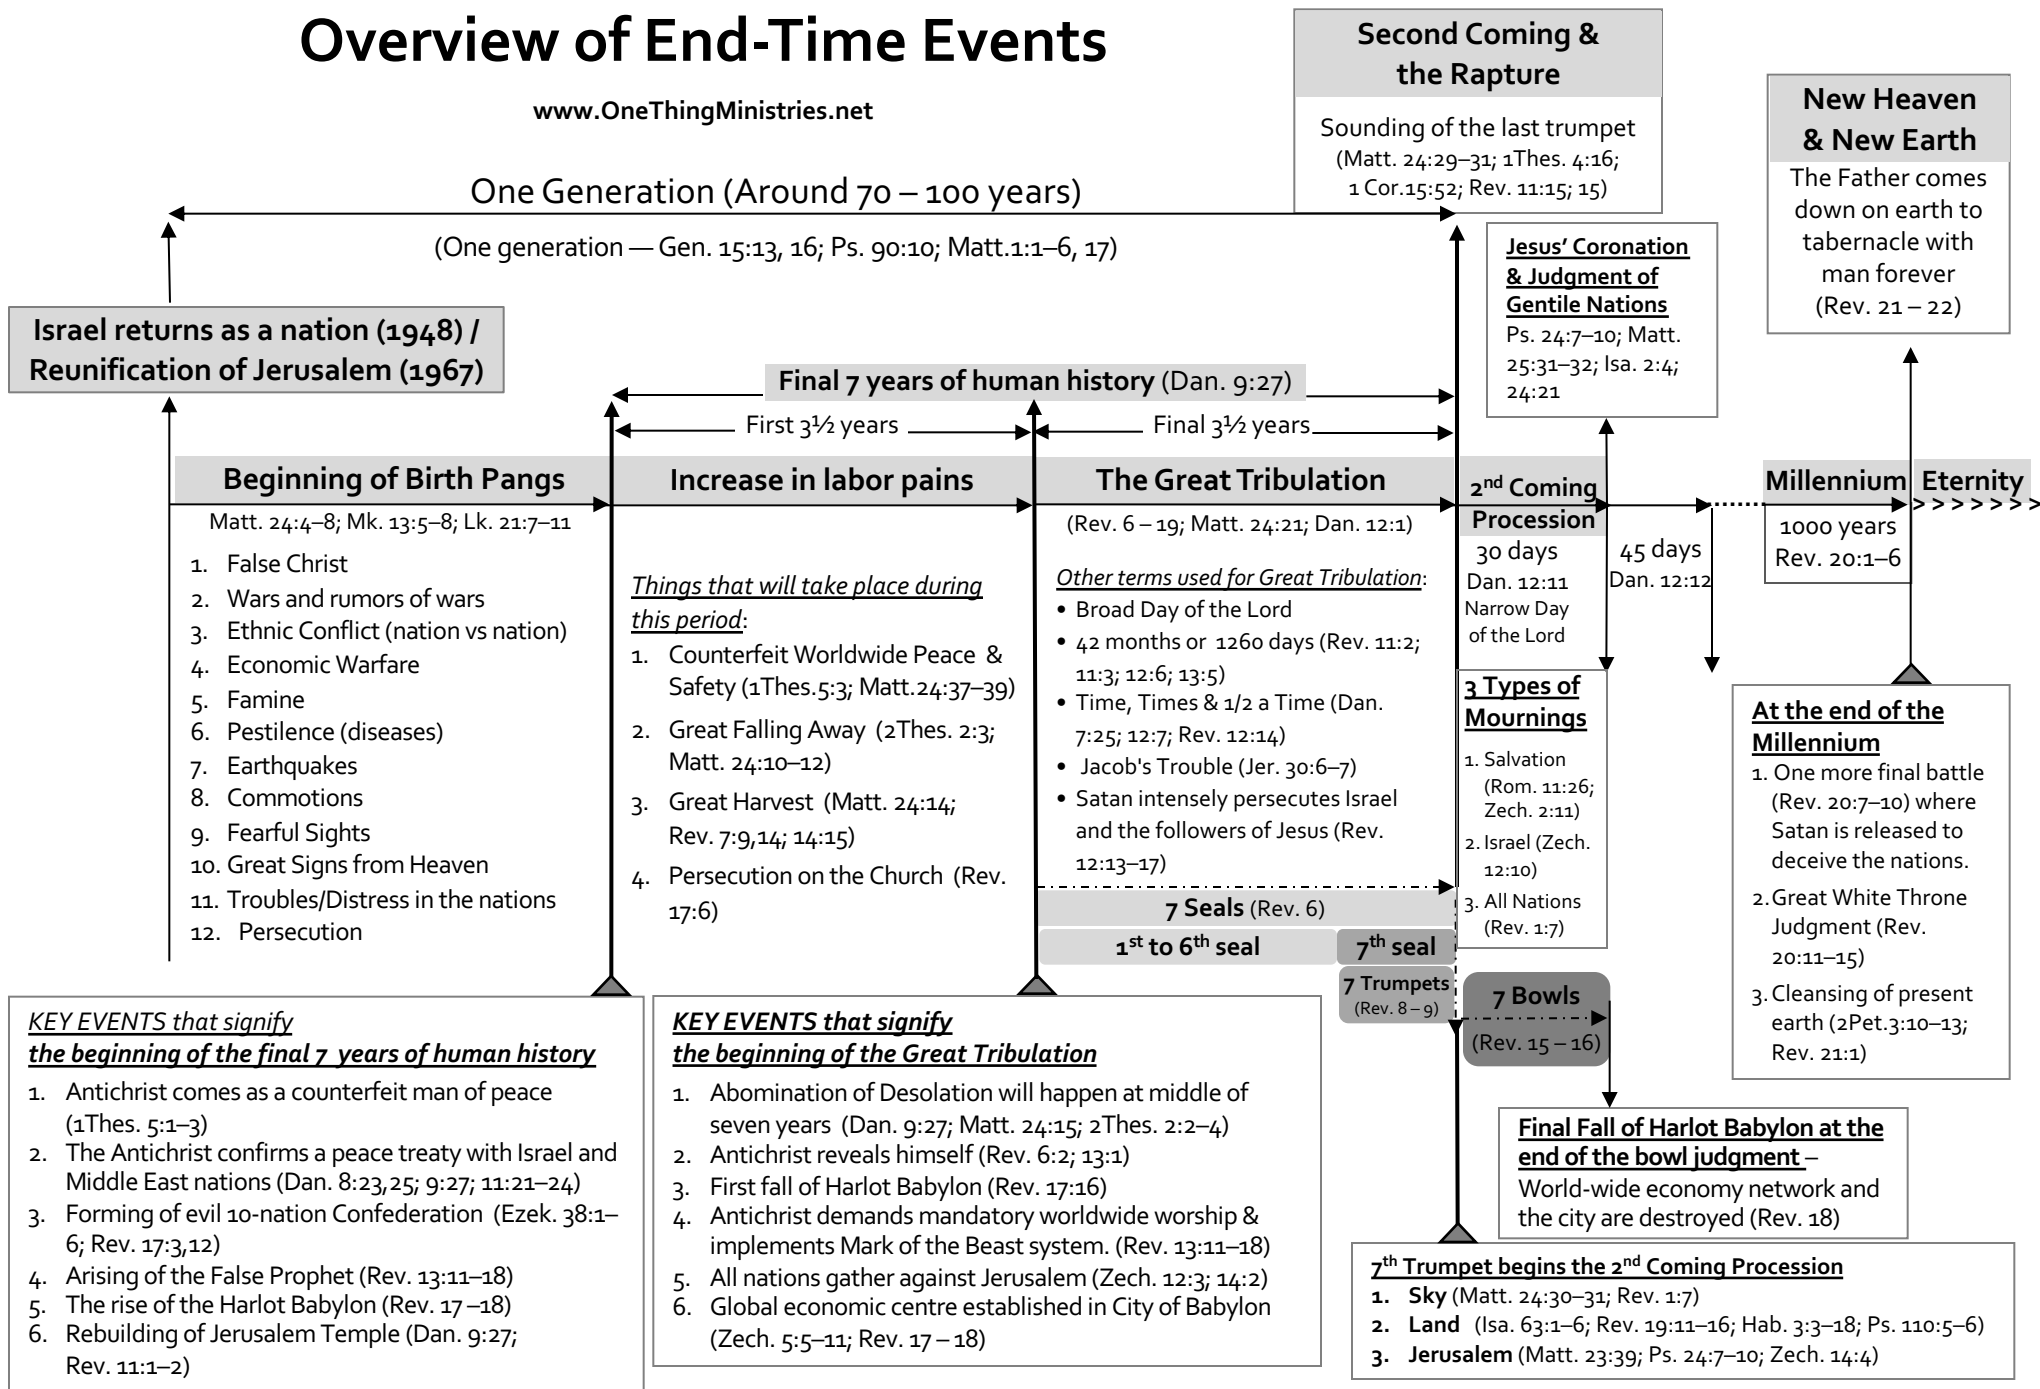 Overview of End-Time Events
www.OneThingMinistries.net
Second Coming &
the Rapture
Sounding of the last trumpet
(Matt. 24:29–31; 1Thes. 4:16;
1 Cor.15:52; Rev. 11:15; 15)
New Heaven
& New Earth
The Father comes
down on earth to
tabernacle with
man forever
(Rev. 21 – 22)
One Generation (Around 70 – 100 years)
(One generation — Gen. 15:13, 16; Ps. 90:10; Matt.1:1–6, 17)
Jesus’ Coronation
& Judgment of
Gentile Nations
Ps. 24:7–10; Matt.
25:31–32; Isa. 2:4;
24:21
Israel returns as a nation (1948) /
Reunification of Jerusalem (1967)
Final 7 years of human history (Dan. 9:27)
First 3½ years
Final 3½ years
Beginning of Birth Pangs
Matt. 24:4–8; Mk. 13:5–8; Lk. 21:7–11
1. False Christ
2. Wars and rumors of wars
3. Ethnic Conflict (nation vs nation)
4. Economic Warfare
5. Famine
6. Pestilence (diseases)
7. Earthquakes
8. Commotions
9. Fearful Sights
10. Great Signs from Heaven
11. Troubles/Distress in the nations
12. Persecution
Increase in labor pains
Things that will take place during
this period:
1. Counterfeit Worldwide Peace &
Safety (1Thes.5:3; Matt.24:37–39)
2. Great Falling Away (2Thes. 2:3;
Matt. 24:10–12)
3. Great Harvest (Matt. 24:14;
Rev. 7:9,14; 14:15)
4. Persecution on the Church (Rev.
17:6)
The Great Tribulation
(Rev. 6 – 19; Matt. 24:21; Dan. 12:1)
Other terms used for Great Tribulation:
• Broad Day of the Lord
• 42 months or 1260 days (Rev. 11:2;
11:3; 12:6; 13:5)
• Time, Times & 1/2 a Time (Dan.
7:25; 12:7; Rev. 12:14)
• Jacob's Trouble (Jer. 30:6–7)
• Satan intensely persecutes Israel
and the followers of Jesus (Rev.
12:13–17)
7 Seals (Rev. 6)
1st to 6th seal
7th seal
7 Trumpets
(Rev. 8 – 9)
7 Bowls
(Rev. 15 – 16)
2nd Coming
Procession
30 days
Dan. 12:11
Narrow Day
of the Lord
45 days
Dan. 12:12
Millennium
1000 years
Rev. 20:1–6
Eternity
> > > > > > >
3 Types of
Mournings
1. Salvation
(Rom. 11:26;
Zech. 2:11)
2. Israel (Zech.
12:10)
3. All Nations
(Rev. 1:7)
At the end of the
Millennium
1. One more final battle
(Rev. 20:7–10) where
Satan is released to
deceive the nations.
2. Great White Throne
Judgment (Rev.
20:11–15)
3. Cleansing of present
earth (2Pet.3:10–13;
Rev. 21:1)
KEY EVENTS that signify
the beginning of the final 7 years of human history
1. Antichrist comes as a counterfeit man of peace
(1Thes. 5:1–3)
2. The Antichrist confirms a peace treaty with Israel and
Middle East nations (Dan. 8:23,25; 9:27; 11:21–24)
3. Forming of evil 10-nation Confederation (Ezek. 38:1–
6; Rev. 17:3,12)
4. Arising of the False Prophet (Rev. 13:11–18)
5. The rise of the Harlot Babylon (Rev. 17 –18)
6. Rebuilding of Jerusalem Temple (Dan. 9:27;
Rev. 11:1–2)
KEY EVENTS that signify
the beginning of the Great Tribulation
1. Abomination of Desolation will happen at middle of
seven years (Dan. 9:27; Matt. 24:15; 2Thes. 2:2–4)
2. Antichrist reveals himself (Rev. 6:2; 13:1)
3. First fall of Harlot Babylon (Rev. 17:16)
4. Antichrist demands mandatory worldwide worship &
implements Mark of the Beast system. (Rev. 13:11–18)
5. All nations gather against Jerusalem (Zech. 12:3; 14:2)
6. Global economic centre established in City of Babylon
(Zech. 5:5–11; Rev. 17 – 18)
Final Fall of Harlot Babylon at the
end of the bowl judgment –
World-wide economy network and
the city are destroyed (Rev. 18)
7th Trumpet begins the 2nd Coming Procession
1. Sky (Matt. 24:30–31; Rev. 1:7)
2. Land (Isa. 63:1–6; Rev. 19:11–16; Hab. 3:3–18; Ps. 110:5–6)
3. Jerusalem (Matt. 23:39; Ps. 24:7–10; Zech. 14:4)